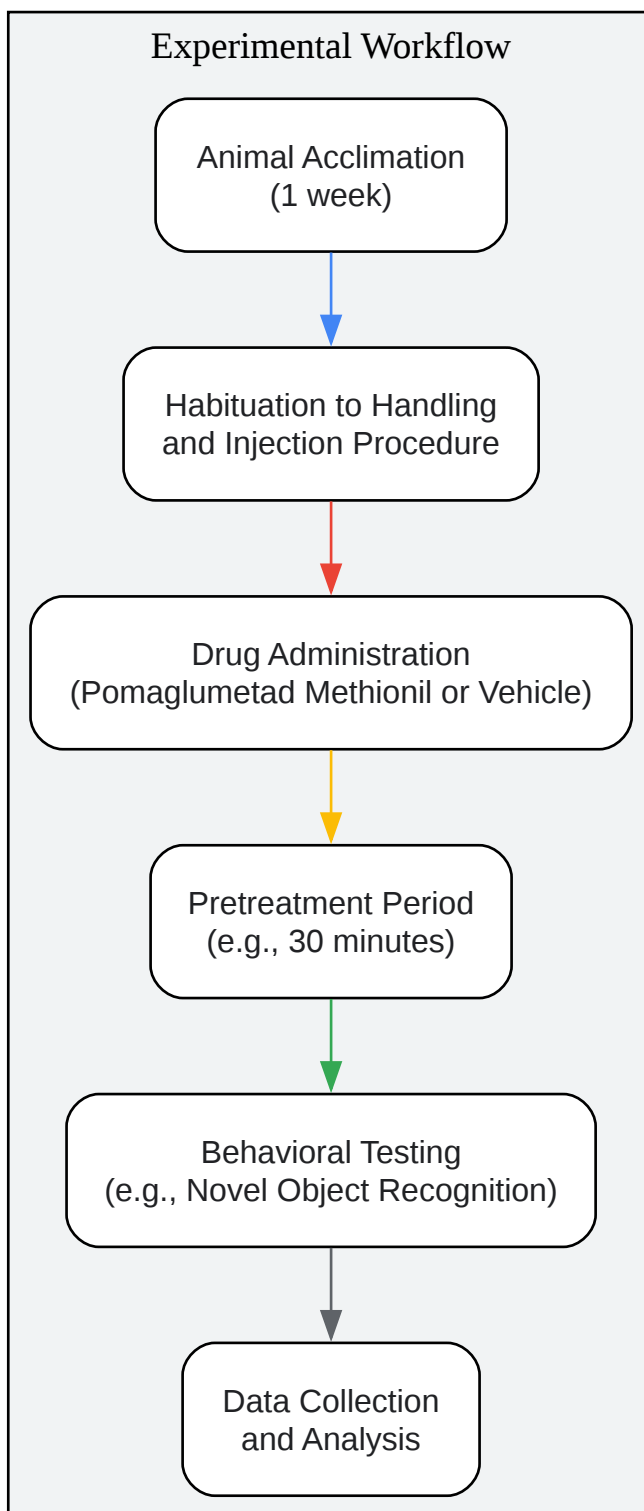 Experimental Workflow
Animal Acclimation
(1 week)
Habituation to Handling
and Injection Procedure
Drug Administration
(Pomaglumetad Methionil or Vehicle)
Pretreatment Period
(e.g., 30 minutes)
Behavioral Testing
(e.g., Novel Object Recognition)
Data Collection
and Analysis